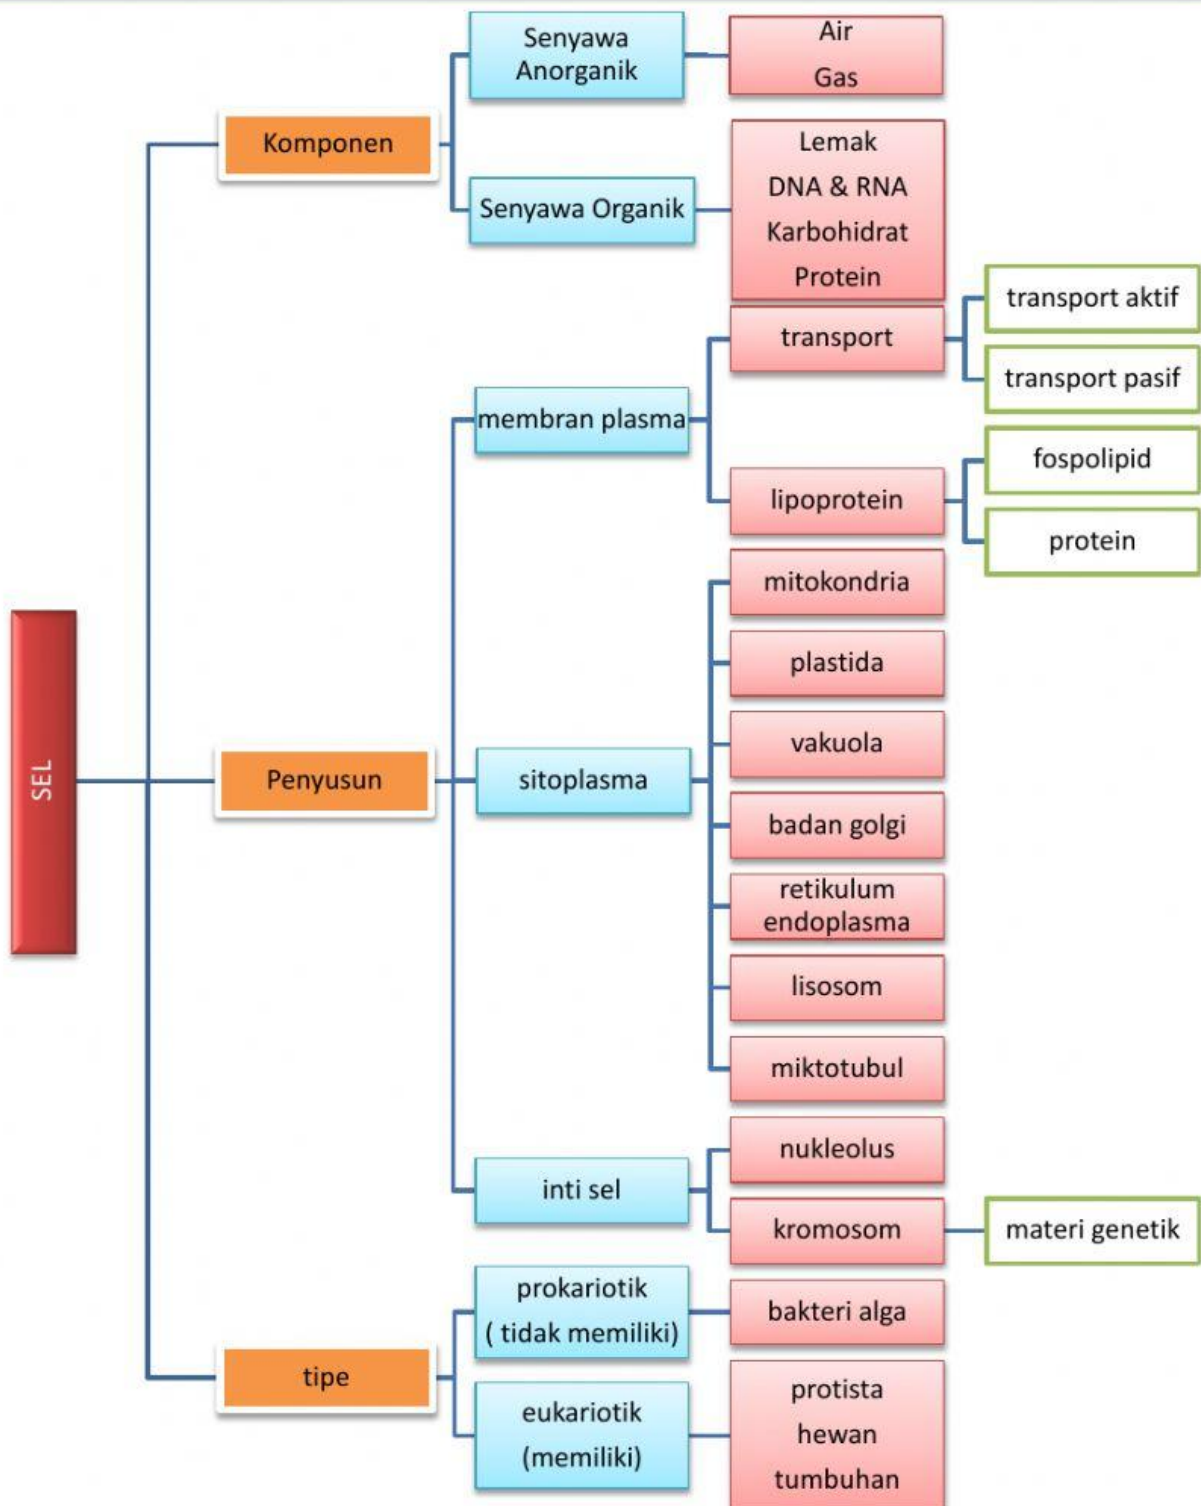 SEL
Komponen
Senyawa
Anorganik
Air
Gas
Senyawa Organik
Lemak
DNA & RNA
Karbohidrat
Protein
Penyusun
membran plasma
transport
transport aktif
transport pasif
lipoprotein
fospolipid
protein
sitoplasma
mitokondria
plastida
vakuola
badan golgi
retikulum
endoplasma
lisosom
miktotubul
inti sel
nukleolus
kromosom
materi genetik
tipe
prokariotik
( tidak memiliki)
bakteri alga
eukariotik
(memiliki)
protista
hewan
tumbuhan